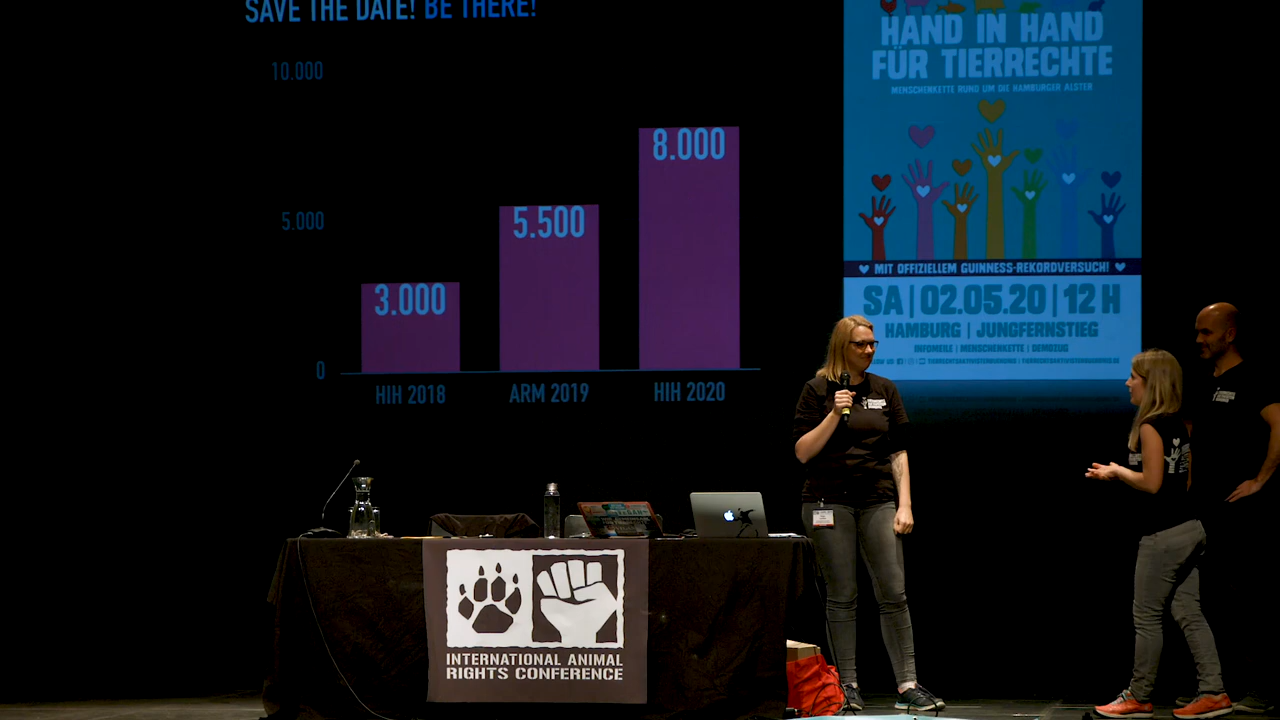 SAVE THE DATE! BE THERE!
10.000
5.000
0
3.000
5.500
8.000
HIH 2018
ARM 2019
HIH 2020
HAND IN HAND
FÜR TIERRECHTE
MENSCHENKETTE RUND UM DIE HAMBURGER ALSTER
MIT OFFIZIELLEM GUINNESS-REKORDVERSUCH!
SA | 02.05.20 | 12 H
HAMBURG | JUNGFERNSTIEG
INFOMEILE | MENSCHENKETTE | DEMOZUG
INTERNATIONAL ANIMAL
RIGHTS CONFERENCE